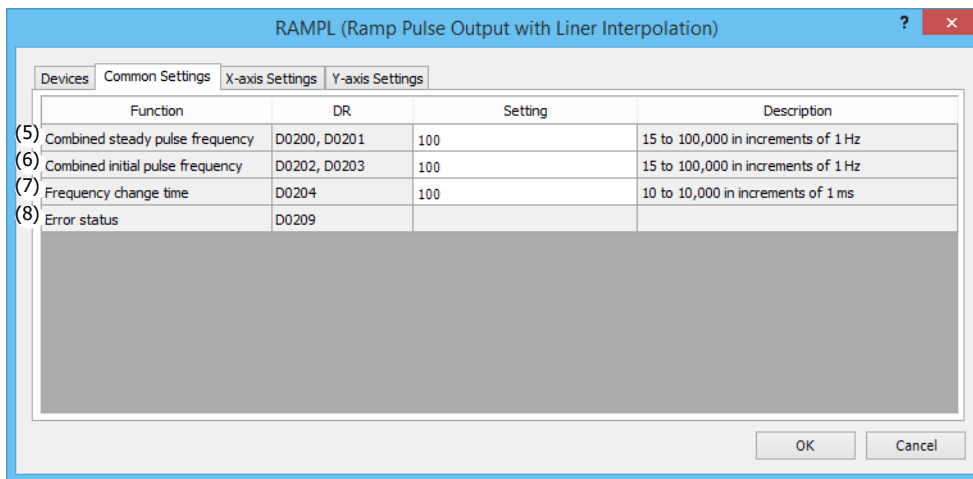 RAMPL (Ramp Pulse Output with Liner Interpolation) ? ×
Devices Common Settings X-axis Settings Y-axis Settings
Function DR Setting Description
(5) Combined steady pulse frequency D0200, D0201 100 15 to 100,000 in increments of 1 Hz
(6) Combined initial pulse frequency D0202, D0203 100 15 to 100,000 in increments of 1 Hz
(7) Frequency change time D0204 100 10 to 10,000 in increments of 1 ms
(8) Error status D0209
OK Cancel